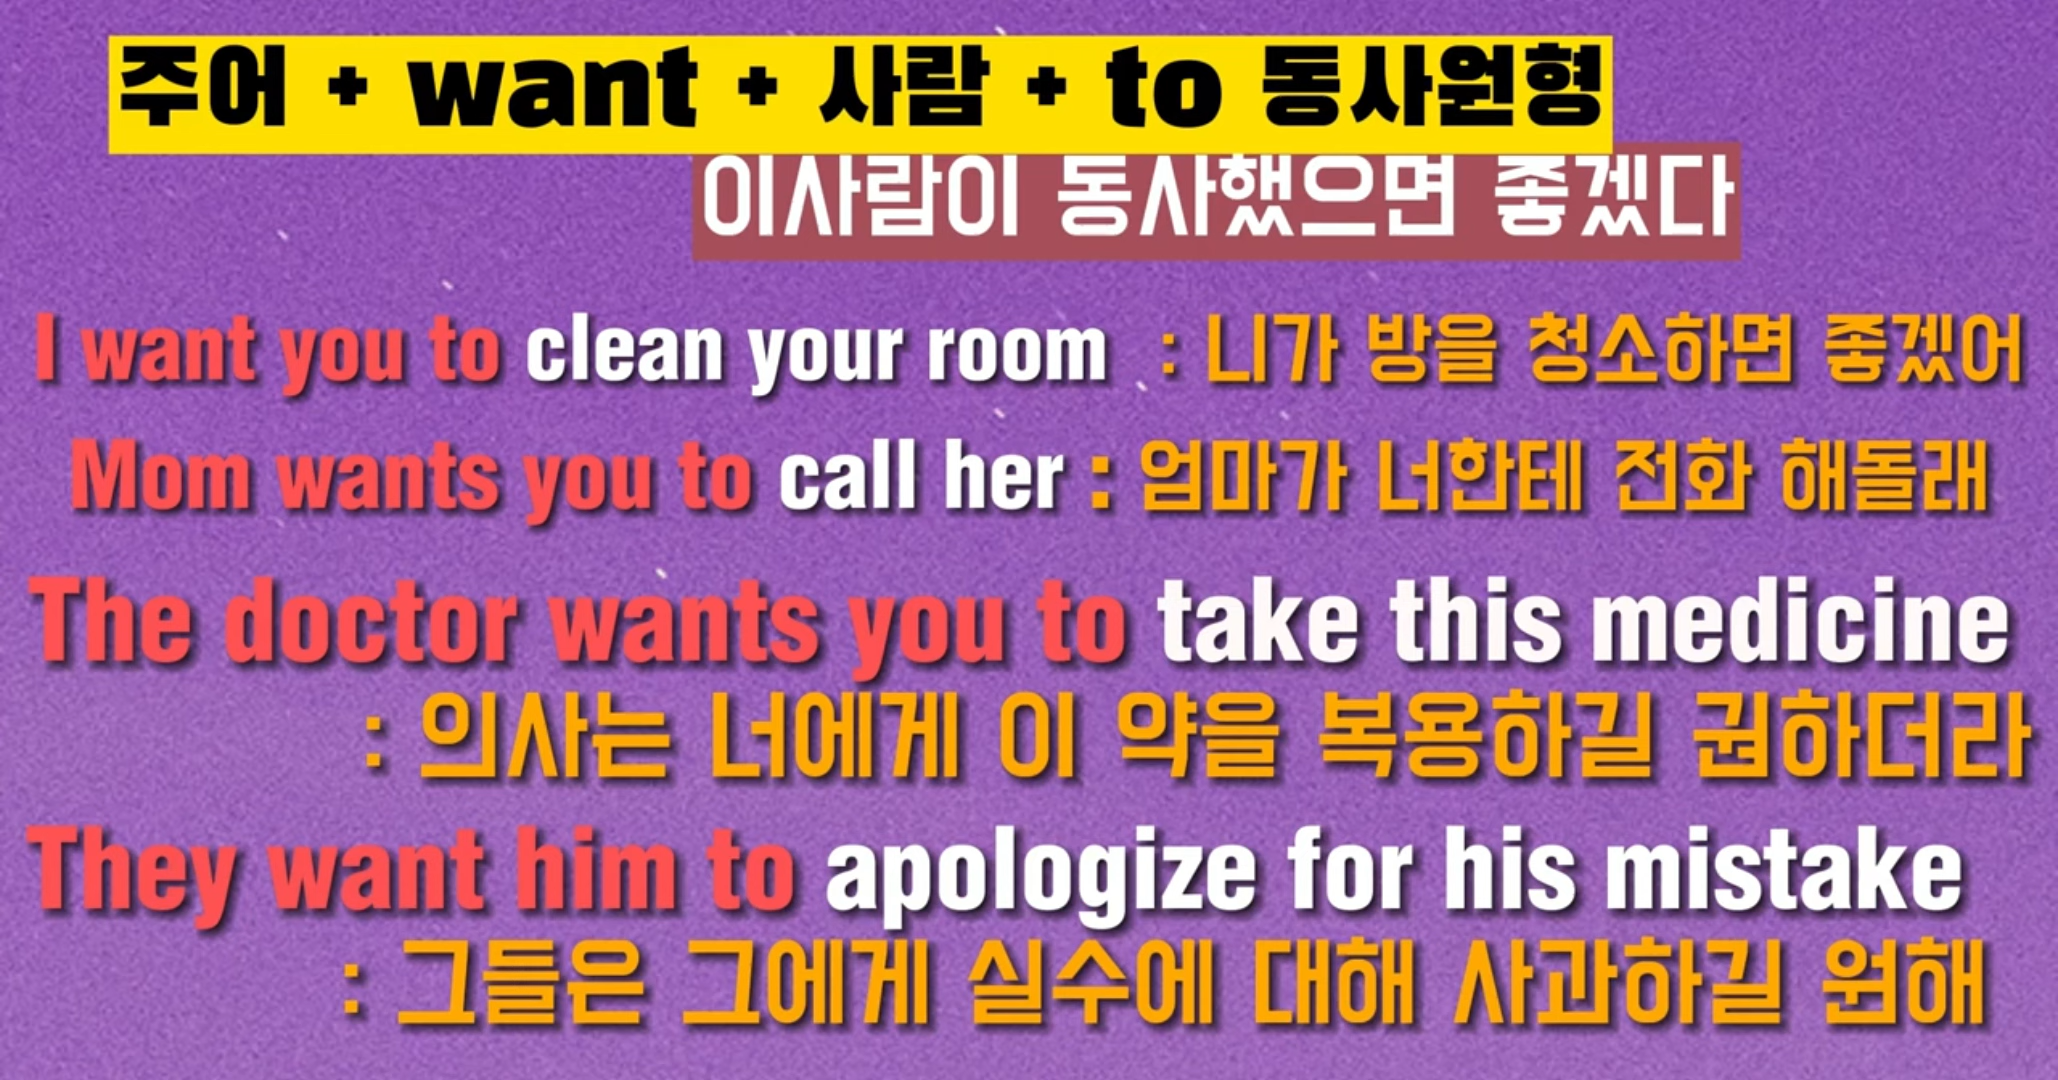 주어 + want + 사람 + to 동사원형
이사람이 동사했으면 좋겠다
I want you to clean your room : 니가 방을 청소하면 좋겠어
Mom wants you to call her : 엄마가 너한테 전화 해돌래
The doctor wants you to take this medicine
: 의사는 너에게 이 약을 복용하길 권하더라
They want him to apologize for his mistake
: 그들은 그에게 실수에 대해 사과하길 원해